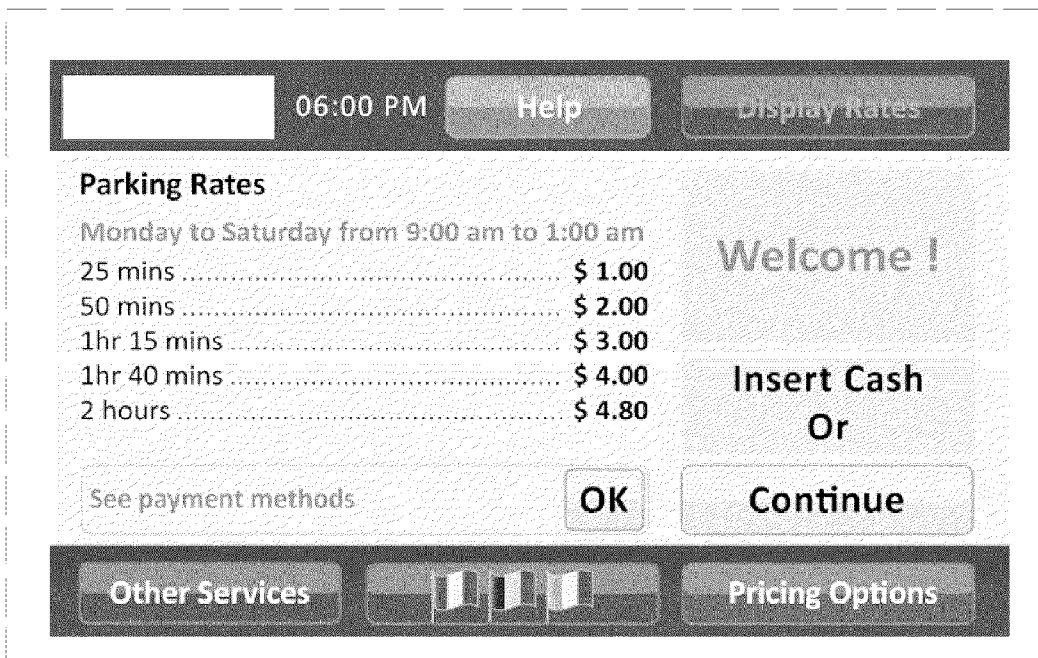 06:00 PM
Help
Display Rates
Parking Rates
Monday to Saturday from 9:00 am to 1:00 am
25 mins ........................................................ $ 1.00
50 mins ........................................................ $ 2.00
1hr 15 mins ................................................. $ 3.00
1hr 40 mins ................................................. $ 4.00
2 hours ......................................................... $ 4.80
Welcome !
Insert Cash
Or
See payment methods
OK
Continue
Other Services
Pricing Options